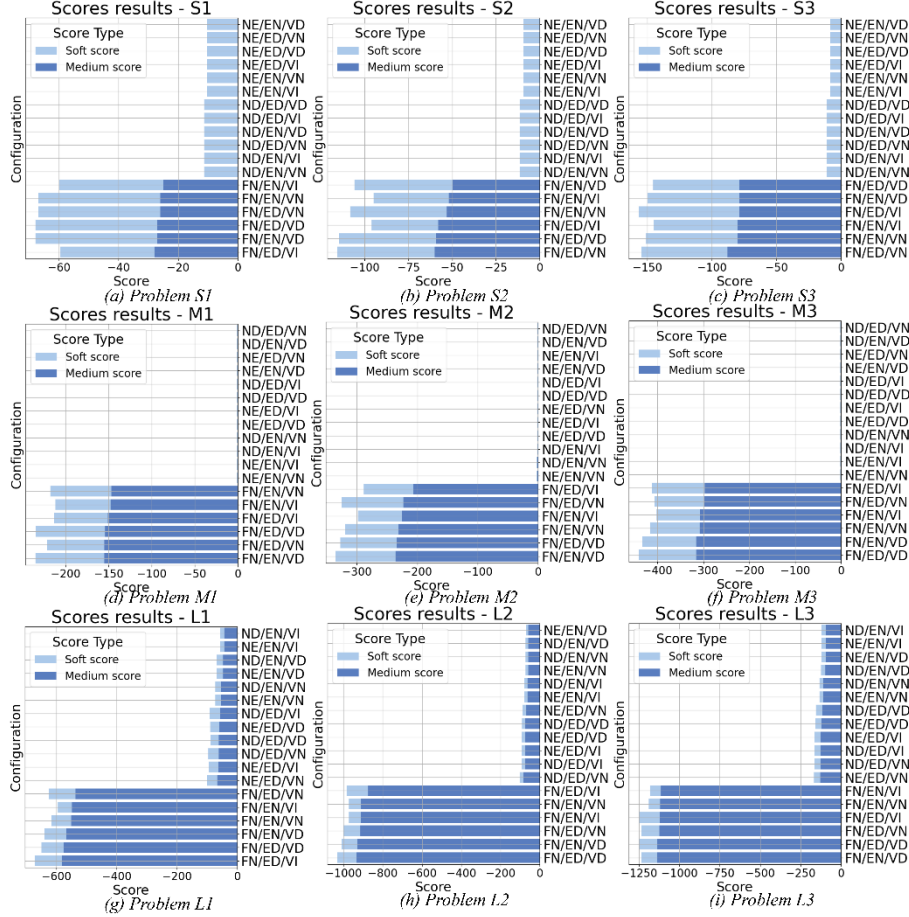 Scores results - S1
Score Type
Soft score
Medium score
Configuration
NE/EN/VD
NE/ED/VN
NE/ED/VD
NE/ED/VI
NE/EN/VN
NE/EN/VI
ND/ED/VD
ND/ED/VI
ND/EN/VD
ND/ED/VN
ND/EN/VI
ND/EN/VN
FN/EN/VI
FN/EN/VN
FN/ED/VN
FN/ED/VD
FN/EN/VD
FN/ED/VI
−60 −40 −20 0
Score
(a) Problem S1
Scores results - S2
Score Type
Soft score
Medium score
Configuration
NE/EN/VD
NE/ED/VN
NE/ED/VD
NE/ED/VI
NE/EN/VN
NE/EN/VI
ND/ED/VD
ND/ED/VI
ND/EN/VD
ND/ED/VN
ND/EN/VI
ND/EN/VN
FN/EN/VD
FN/EN/VI
FN/EN/VN
FN/ED/VI
FN/ED/VD
FN/ED/VN
−100 −75 −50 −25 0
Score
(b) Problem S2
Scores results - S3
Score Type
Soft score
Medium score
Configuration
NE/EN/VD
NE/ED/VN
NE/ED/VD
NE/ED/VI
NE/EN/VN
NE/EN/VI
ND/ED/VD
ND/ED/VI
ND/EN/VD
ND/ED/VN
ND/EN/VI
ND/EN/VN
FN/EN/VD
FN/EN/VN
FN/ED/VI
FN/EN/VI
FN/ED/VD
FN/ED/VN
−150 −100 −50 0
Score
(c) Problem S3
Scores results - M1
Score Type
Soft score
Medium score
Configuration
ND/ED/VN
ND/EN/VD
NE/ED/VN
NE/EN/VD
ND/ED/VI
ND/ED/VD
NE/ED/VI
NE/ED/VD
ND/EN/VN
ND/EN/VI
NE/EN/VI
NE/EN/VN
FN/EN/VN
FN/EN/VI
FN/ED/VI
FN/ED/VD
FN/ED/VN
FN/EN/VD
−200 −150 −100 −50 0
Score
(d) Problem M1
Scores results - M2
Score Type
Soft score
Medium score
Configuration
ND/ED/VN
ND/EN/VD
NE/EN/VI
NE/EN/VD
ND/ED/VI
ND/ED/VD
NE/ED/VN
NE/ED/VD
NE/ED/VI
ND/EN/VI
ND/EN/VN
NE/EN/VN
FN/ED/VI
FN/ED/VN
FN/EN/VI
FN/EN/VN
FN/ED/VD
FN/EN/VD
−300 −200 −100 0
Score
(e) Problem M2
Scores results - M3
Score Type
Soft score
Medium score
Configuration
ND/ED/VN
ND/EN/VD
NE/ED/VN
NE/EN/VD
ND/ED/VI
ND/ED/VD
NE/ED/VI
NE/ED/VD
ND/EN/VN
ND/EN/VI
NE/EN/VI
NE/EN/VN
FN/ED/VI
FN/ED/VN
FN/EN/VI
FN/EN/VN
FN/EN/VD
FN/ED/VD
−400 −300 −200 −100 0
Score
(f) Problem M3
Scores results - L1
Score Type
Soft score
Medium score
Configuration
ND/EN/VI
NE/EN/VI
ND/EN/VD
NE/EN/VD
ND/EN/VN
NE/EN/VN
ND/ED/VI
NE/ED/VD
ND/ED/VD
ND/ED/VN
NE/ED/VI
NE/ED/VN
FN/ED/VN
FN/EN/VI
FN/EN/VN
FN/EN/VD
FN/ED/VD
FN/ED/VI
−600 −400 −200 0
Score
(g) Problem L1
Scores results - L2
Score Type
Soft score
Medium score
Configuration
NE/EN/VD
ND/EN/VD
ND/EN/VN
NE/EN/VN
ND/EN/VI
NE/EN/VI
NE/ED/VN
ND/ED/VD
NE/ED/VD
NE/ED/VI
ND/ED/VI
ND/ED/VN
FN/ED/VI
FN/EN/VN
FN/EN/VI
FN/ED/VN
FN/EN/VD
FN/ED/VD
−1000 −800 −600 −400 −200 0
Score
(h) Problem L2
Scores results - L3
Score Type
Soft score
Medium score
Configuration
ND/EN/VI
NE/EN/VI
NE/EN/VD
ND/EN/VD
ND/EN/VN
NE/EN/VN
ND/ED/VD
NE/ED/VD
NE/ED/VI
ND/ED/VI
ND/ED/VN
NE/ED/VN
FN/EN/VI
FN/EN/VN
FN/ED/VI
FN/ED/VN
FN/ED/VD
FN/EN/VD
−1250 −1000 −750 −500 −250 0
Score
(i) Problem L3